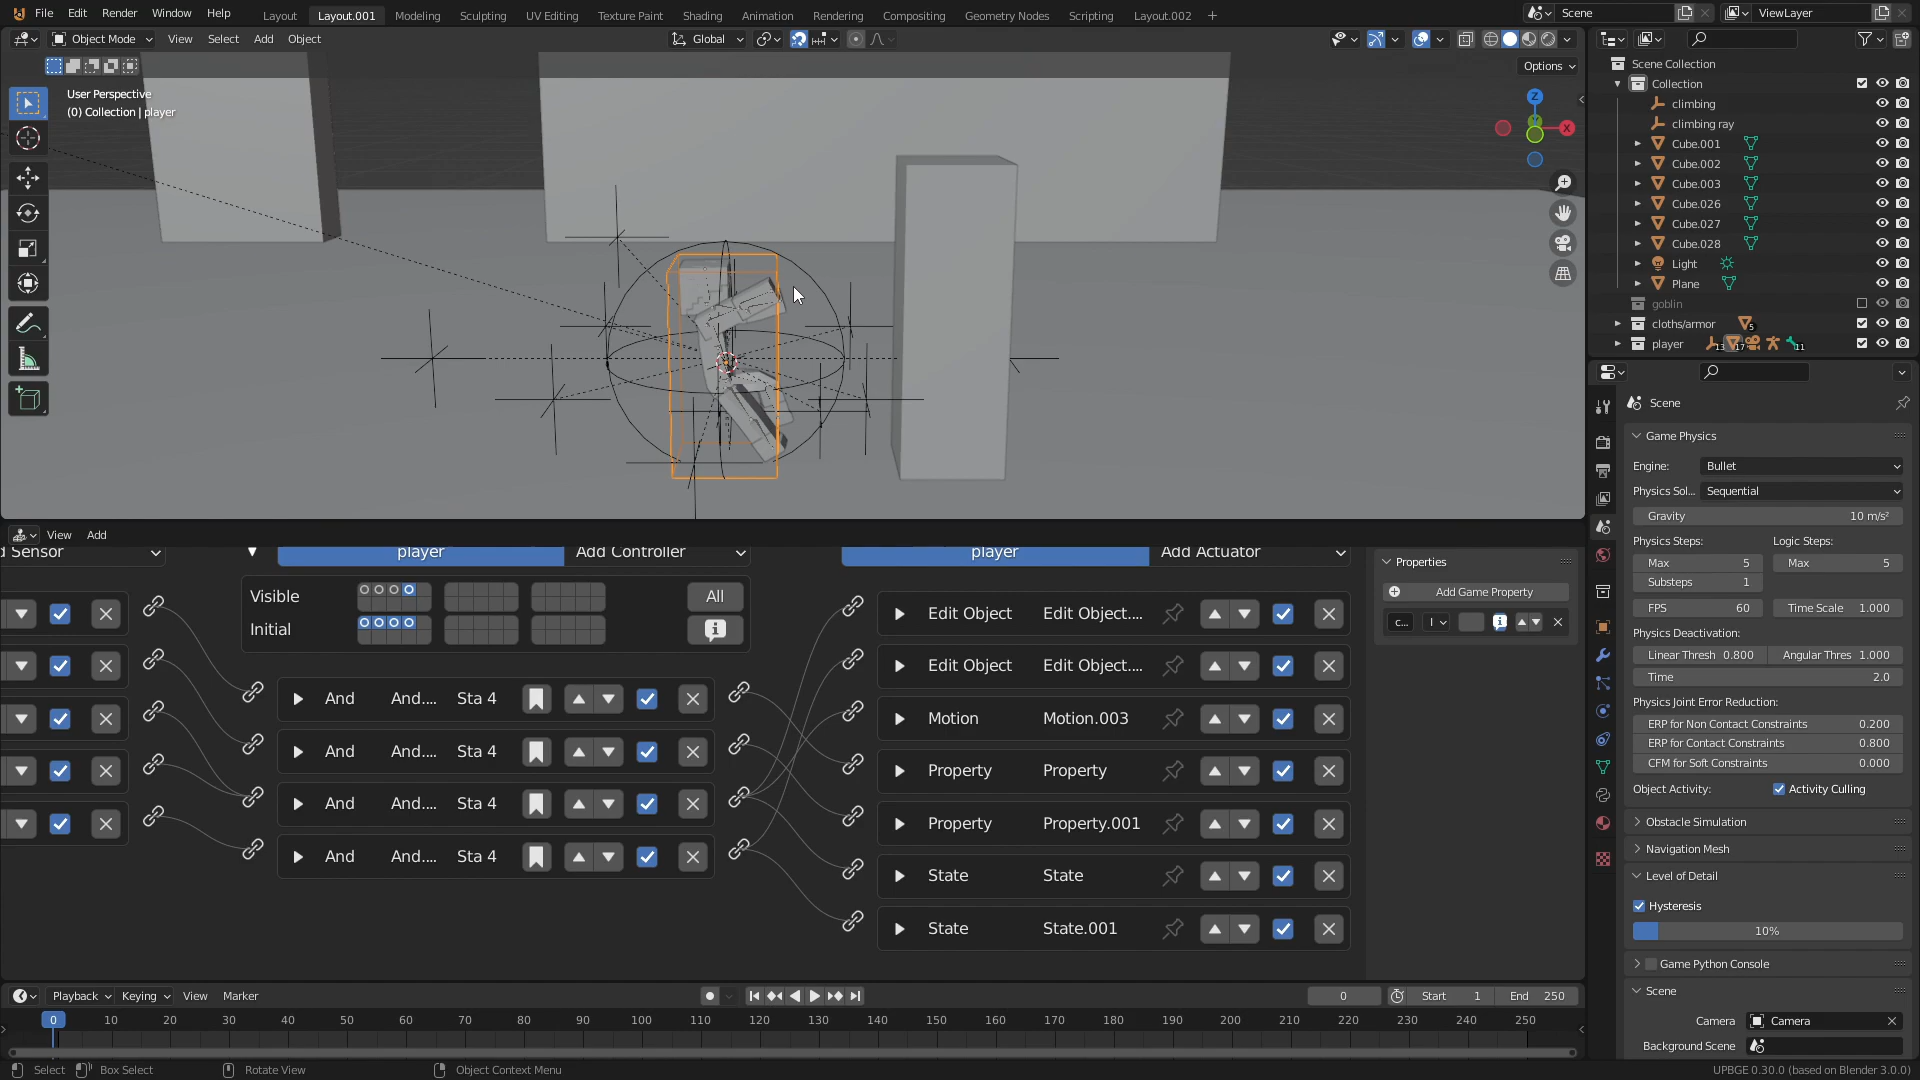 File Edit Render Window Help Layout Layout.001 Modeling Sculpting UV Editing Texture Paint Shading Animation Rendering Compositing Geometry Nodes Scripting Layout.002 + Scene ViewLayer
Object Mode View Select Add Object Global
Options
User Perspective
(0) Collection | player
Z
X
Scene Collection
Collection
climbing
climbing ray
Cube.001
Cube.002
Cube.003
Cube.026
Cube.027
Cube.028
Light
Plane
goblin
cloths/armor 5
player 13 17 11
View Add
d Sensor player Add Controller player Add Actuator
Visible All
Initial
And And.... Sta 4
And And.... Sta 4
And And.... Sta 4
And And.... Sta 4
Edit Object Edit Object....
Edit Object Edit Object....
Motion Motion.003
Property Property
Property Property.001
State State
State State.001
Properties
Add Game Property
c... I
Scene
Game Physics
Engine: Bullet
Physics Sol... Sequential
Gravity 10 m/s²
Physics Steps: Logic Steps:
Max 5 Max 5
Substeps 1
FPS 60 Time Scale 1.000
Physics Deactivation:
Linear Thresh 0.800 Angular Thres 1.000
Time 2.0
Physics Joint Error Reduction:
ERP for Non Contact Constraints 0.200
ERP for Contact Constraints 0.800
CFM for Soft Constraints 0.000
Object Activity: Activity Culling
Obstacle Simulation
Navigation Mesh
Level of Detail
Hysteresis
10%
Game Python Console
Scene
Camera Camera
Background Scene
Playback Keying View Marker 0 Start 1 End 250
0 10 20 30 40 50 60 70 80 90 100 110 120 130 140 150 160 170 180 190 200 210 220 230 240 250
Select Box Select Rotate View Object Context Menu UPBGE 0.30.0 (based on Blender 3.0.0)